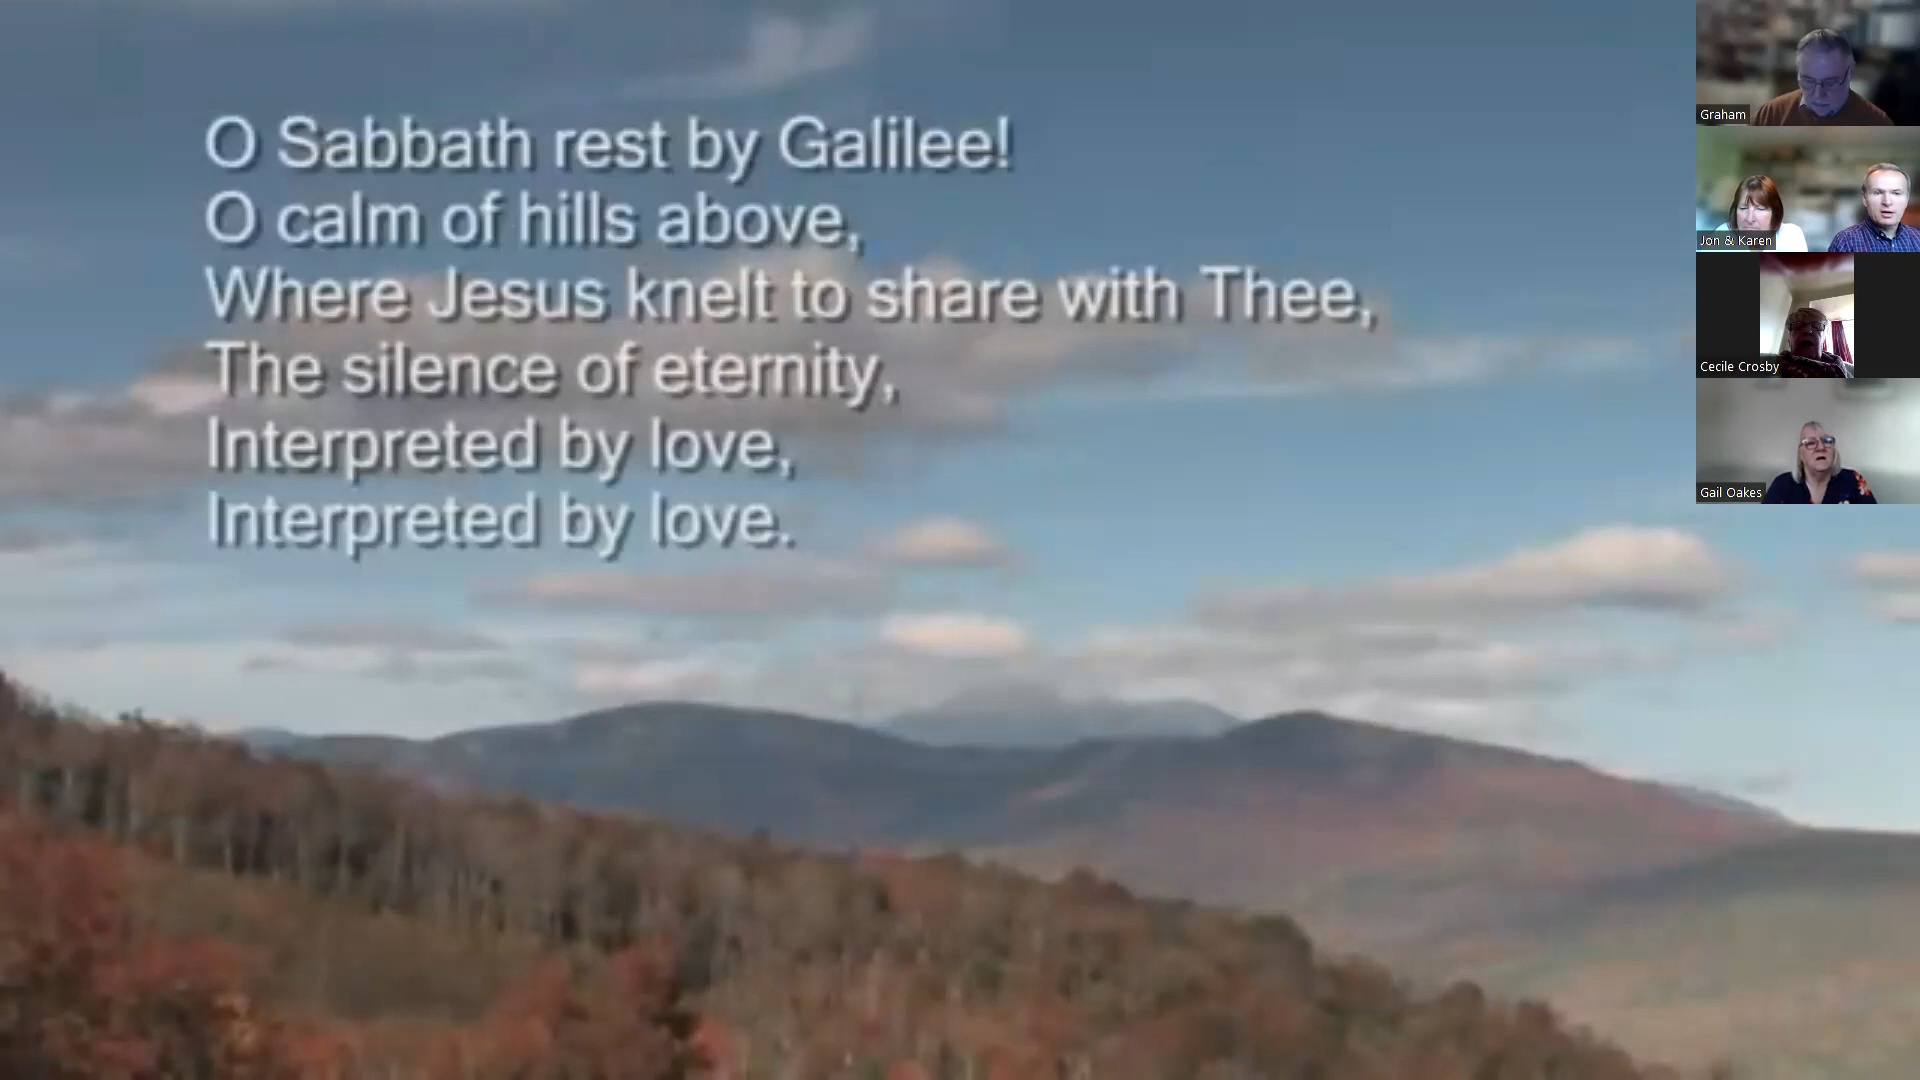 O Sabbath rest by Galilee!
O calm of hills above,
Where Jesus knelt to share with Thee,
The silence of eternity,
Interpreted by love,
Interpreted by love.
Graham
Jon & Karen
Cecile Crosby
Gail Oakes